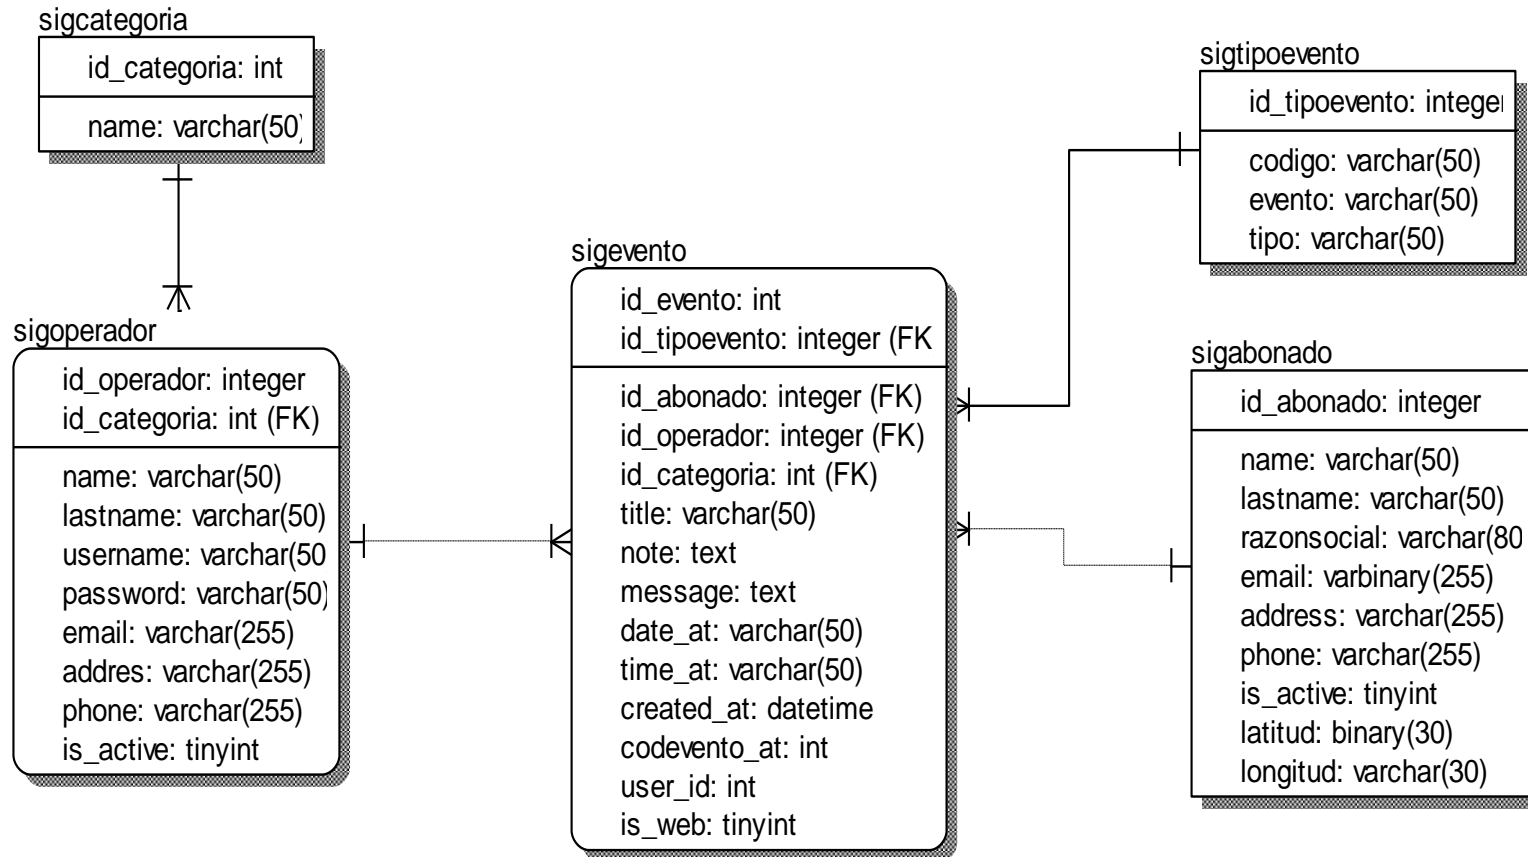 sigcategoria
id_categoria: int
name: varchar(50)
sigoperador
id_operador: integer
id_categoria: int (FK)
name: varchar(50)
lastname: varchar(50)
username: varchar(50
password: varchar(50)
email: varchar(255)
addres: varchar(255)
phone: varchar(255)
is_active: tinyint
sigevento
id_evento: int
id_tipoevento: integer (FK
id_abonado: integer (FK)
id_operador: integer (FK)
id_categoria: int (FK)
title: varchar(50)
note: text
message: text
date_at: varchar(50)
time_at: varchar(50)
created_at: datetime
codevento_at: int
user_id: int
is_web: tinyint
sigtipoevento
id_tipoevento: integer
codigo: varchar(50)
evento: varchar(50)
tipo: varchar(50)
sigabonado
id_abonado: integer
name: varchar(50)
lastname: varchar(50)
razonsocial: varchar(80
email: varbinary(255)
address: varchar(255)
phone: varchar(255)
is_active: tinyint
latitud: binary(30)
longitud: varchar(30)